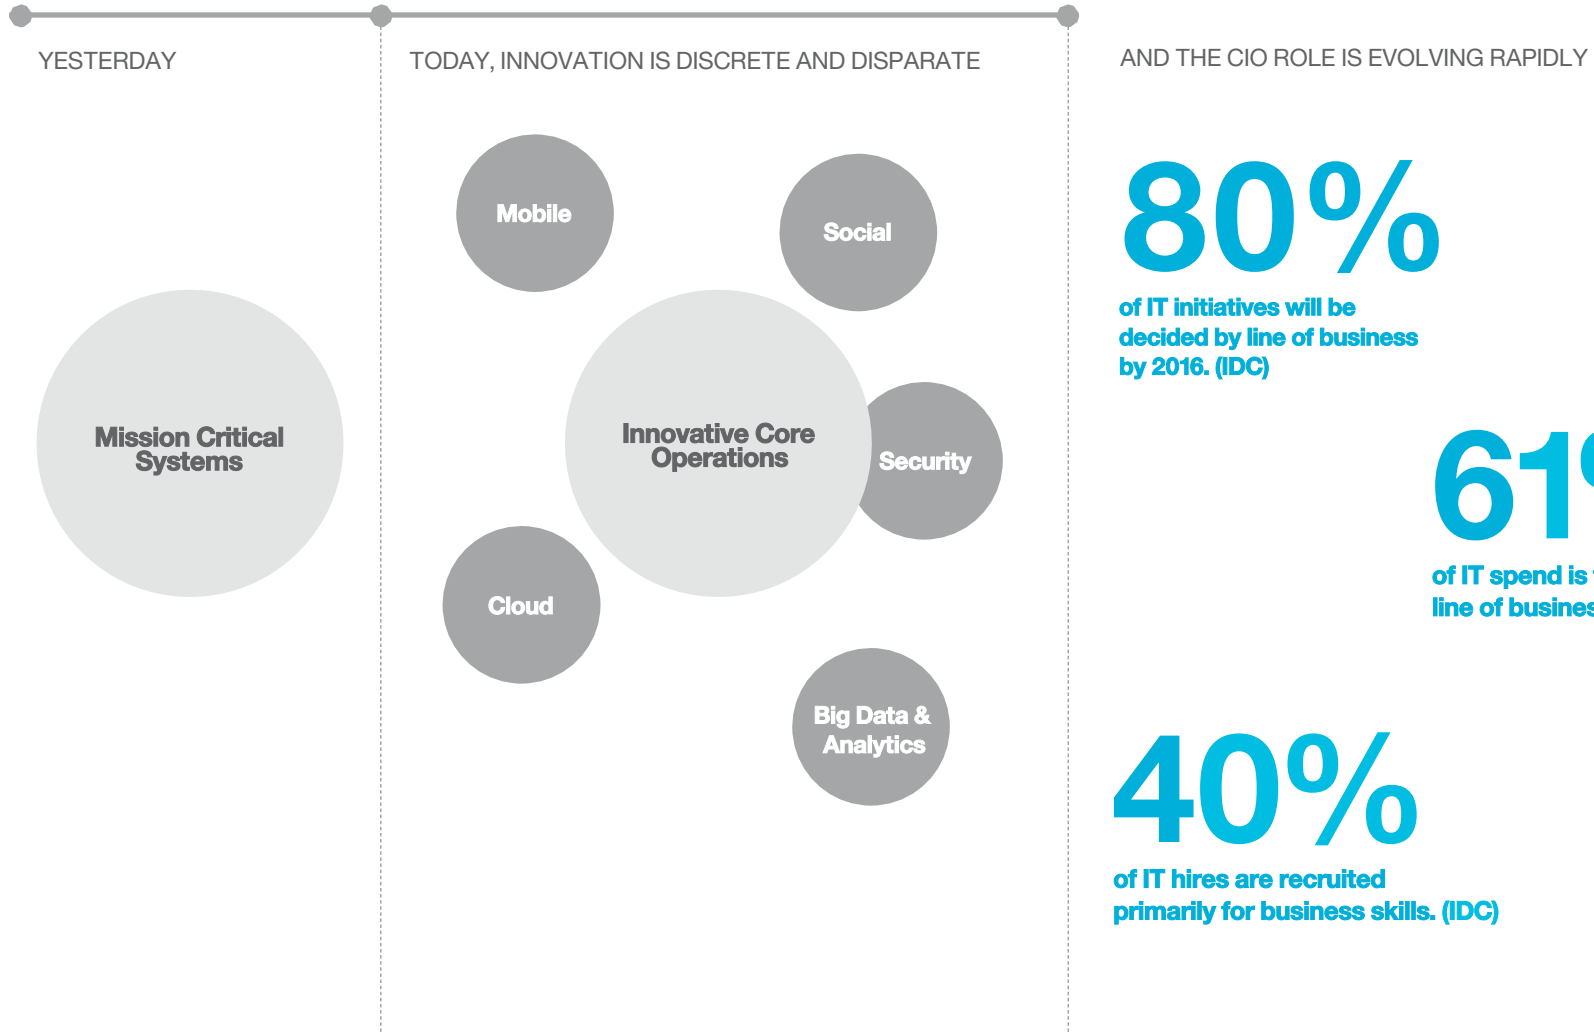 YESTERDAY
TODAY, INNOVATION IS DISCRETE AND DISPARATE
AND THE CIO ROLE IS EVOLVING RAPIDLY
Mission Critical
Systems
Mobile
Social
Innovative Core
Operations
Security
Cloud
Big Data &
Analytics
80%
of IT initiatives will be
decided by line of business
by 2016. (IDC)
61
of IT spend is
line of
40%
of IT hires are recruited
primarily for business skills. (IDC)